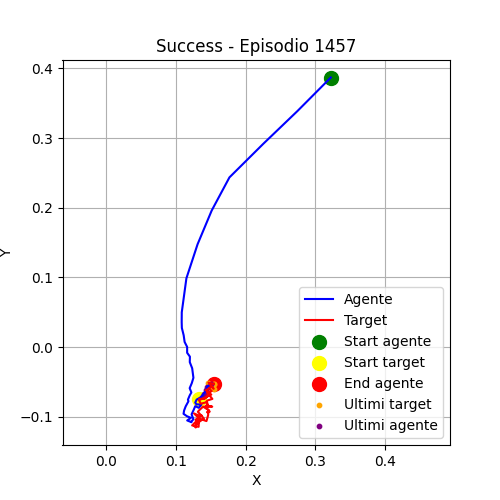 Success - Episodio 1457
0.4
0.3
0.2
0.1
0.0
−0.1
Y
0.0 0.1 0.2 0.3 0.4
X
Agente
Target
Start agente
Start target
End agente
Ultimi target
Ultimi agente